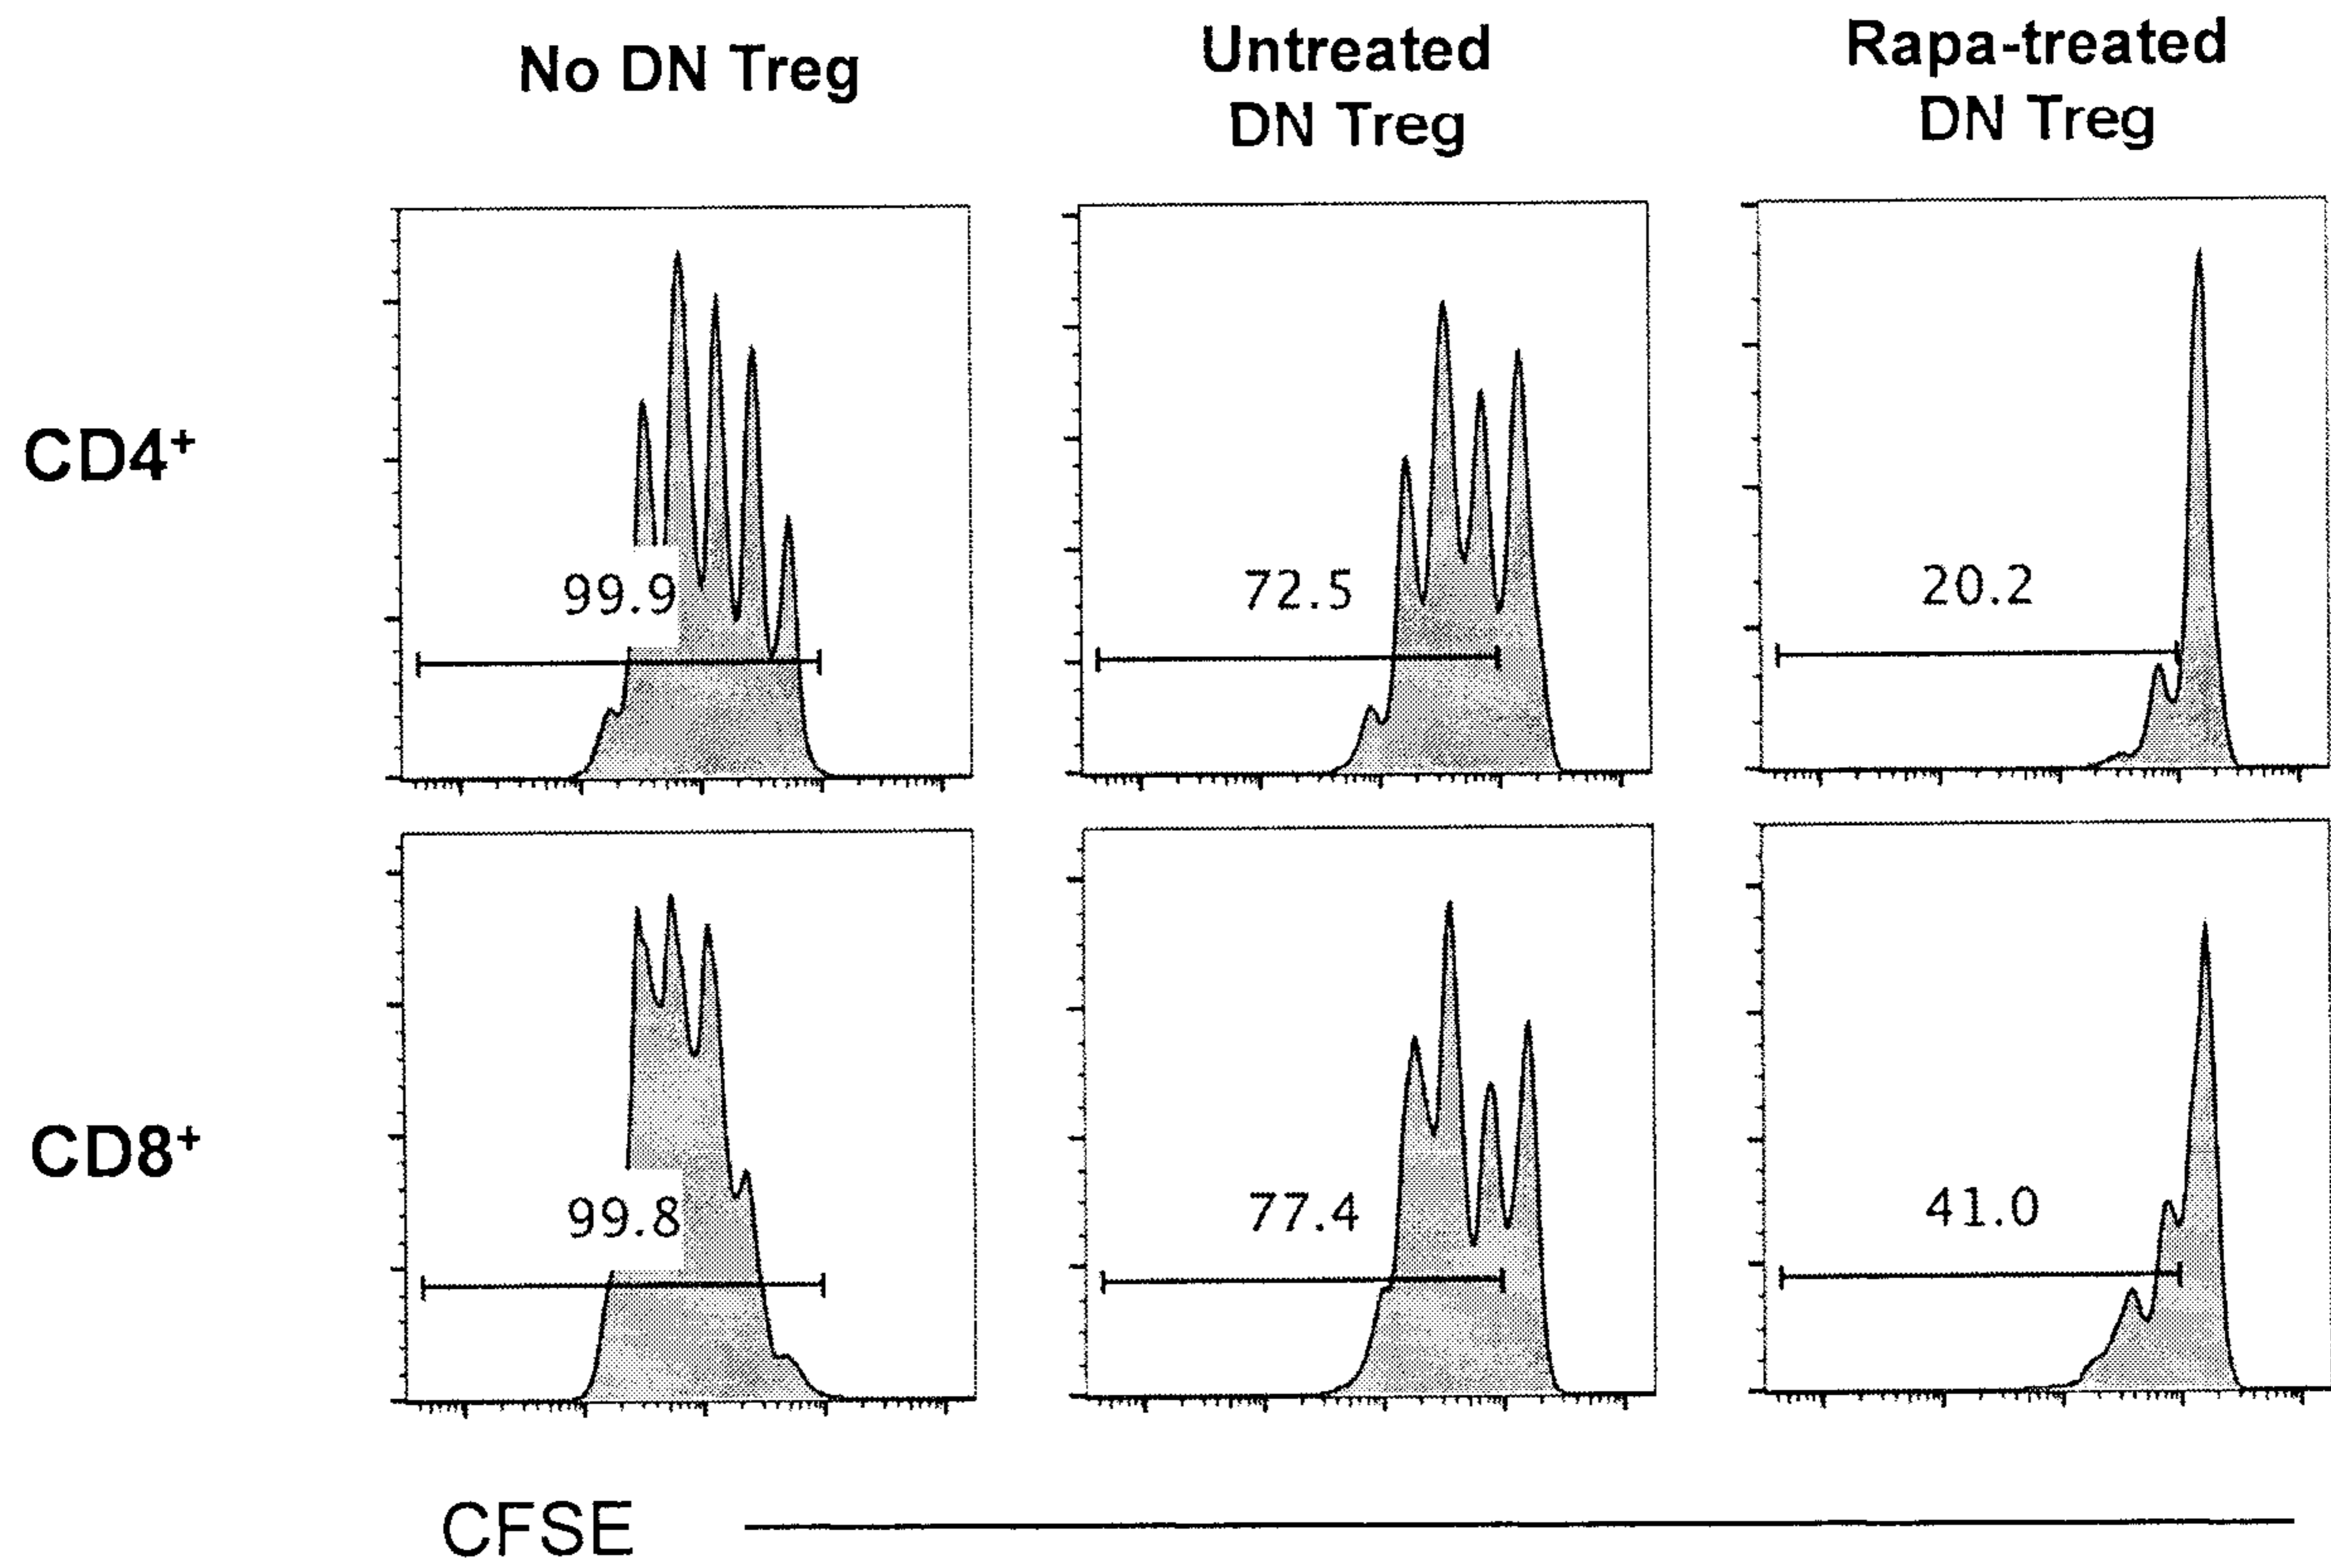 No DN Treg
Untreated
DN Treg
Rapa-treated
DN Treg
CD4⁺
99.9
72.5
20.2
CD8⁺
99.8
77.4
41.0
CFSE